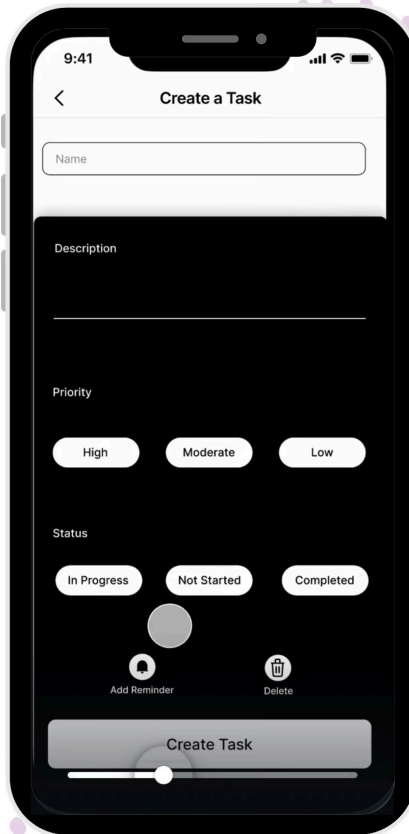 9:41
Create a Task
Name
Description
Priority
High Moderate Low
Status
In Progress Not Started Completed
Add Reminder Delete
Create Task